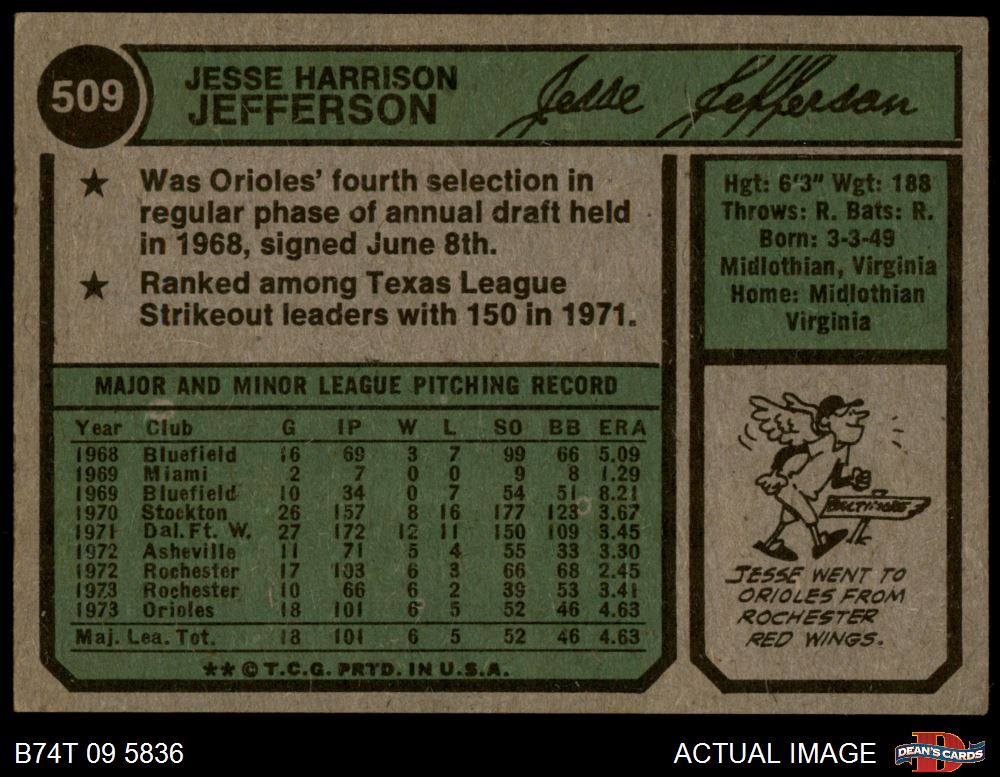 509
JESSE HARRISON
JEFFERSON
Jesse Jefferson
★ Was Orioles' fourth selection in
regular phase of annual draft held
in 1968, signed June 8th.
★ Ranked among Texas League
Strikeout leaders with 150 in 1971.
Hgt: 6'3" Wgt: 188
Throws: R. Bats: R.
Born: 3-3-49
Midlothian, Virginia
Home: Midlothian
Virginia
MAJOR AND MINOR LEAGUE PITCHING RECORD
Year Club G IP W L SO BB ERA
1968 Bluefield 16 69 3 7 99 66 5.09
1969 Miami 2 7 0 0 9 8 1.29
1969 Bluefield 10 34 0 7 54 51 8.21
1970 Stockton 26 157 8 16 177 123 3.67
1971 Dal. Ft. W. 27 172 12 11 150 109 3.45
1972 Asheville 11 71 5 4 55 33 3.30
1972 Rochester 17 103 6 3 66 68 2.45
1973 Rochester 10 66 6 2 39 53 3.41
1973 Orioles 18 101 6 5 52 46 4.63
Maj. Lea. Tot. 18 101 6 5 52 46 4.63
★★ © T.C.G. PRTD. IN U.S.A.
BALTIMORE
JESSE WENT TO
ORIOLES FROM
ROCHESTER
RED WINGS.
B74T 09 5836
ACTUAL IMAGE
D
DEAN'S CARDS